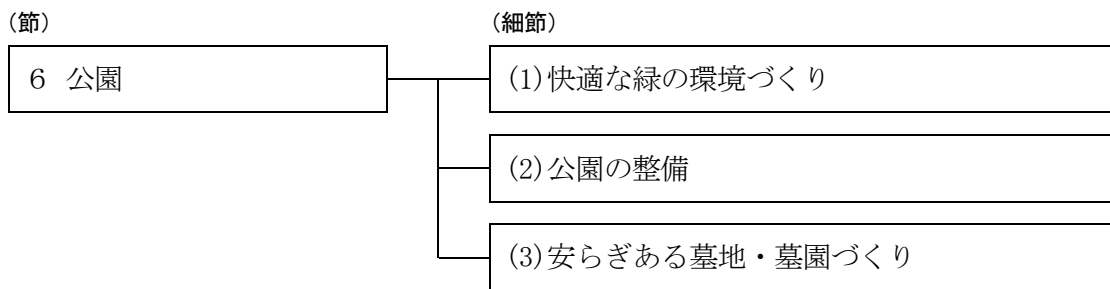 (節)
(細節)
6 公園
(1)快適な緑の環境づくり
(2)公園の整備
(3)安らぎある墓地・墓園づくり